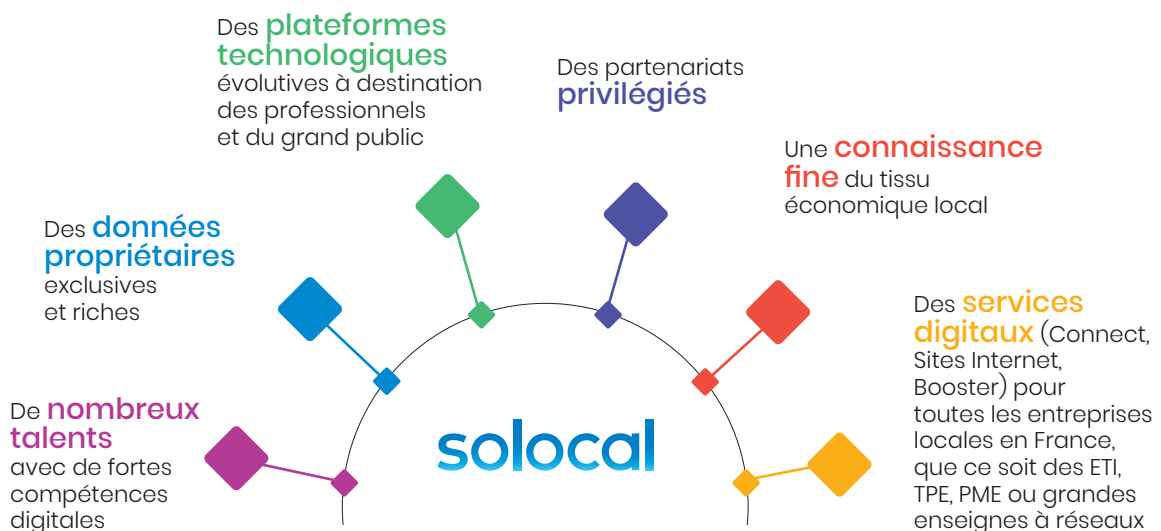 De nombreux
talents
avec de fortes
compétences
digitales
Des données
propriétaires
exclusives
et riches
Des plateformes
technologiques
évolutives à destination
des professionnels
et du grand public
Des partenariats
privilégiés
Une connaissance
fine du tissu
économique local
Des services
digitaux (Connect,
Sites Internet,
Booster) pour
toutes les entreprises
locales en France,
que ce soit des ETI,
TPE, PME ou grandes
enseignes à réseaux
solocal